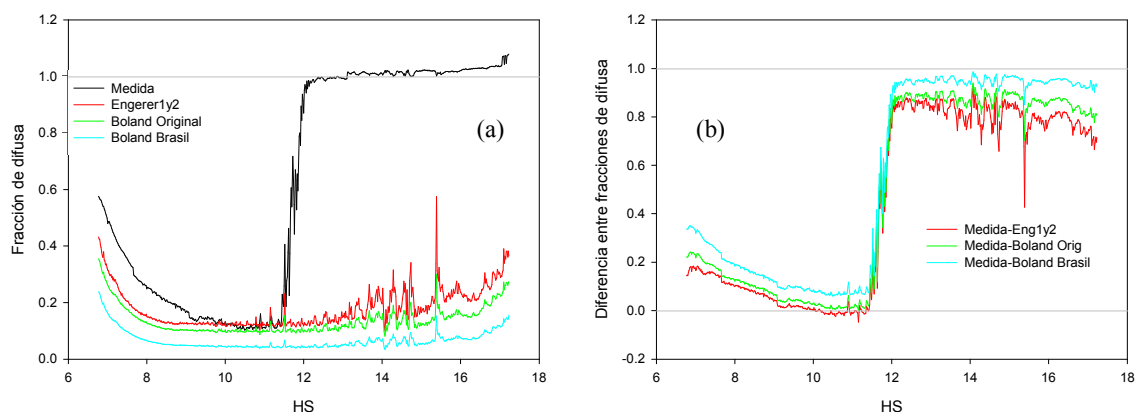 1.2
1.0
0.8
0.6
0.4
0.2
0.0
Fracción de difusa
Medida
Engerer1y2
Boland Original
Boland Brasil
(a)
6 8 10 12 14 16 18
HS
1.2
1.0
0.8
0.6
0.4
0.2
0.0
-0.2
Diferencia entre fracciones de difusa
(b)
Medida-Eng1y2
Medida-Boland Orig
Medida-Boland Brasil
6 8 10 12 14 16 18
HS